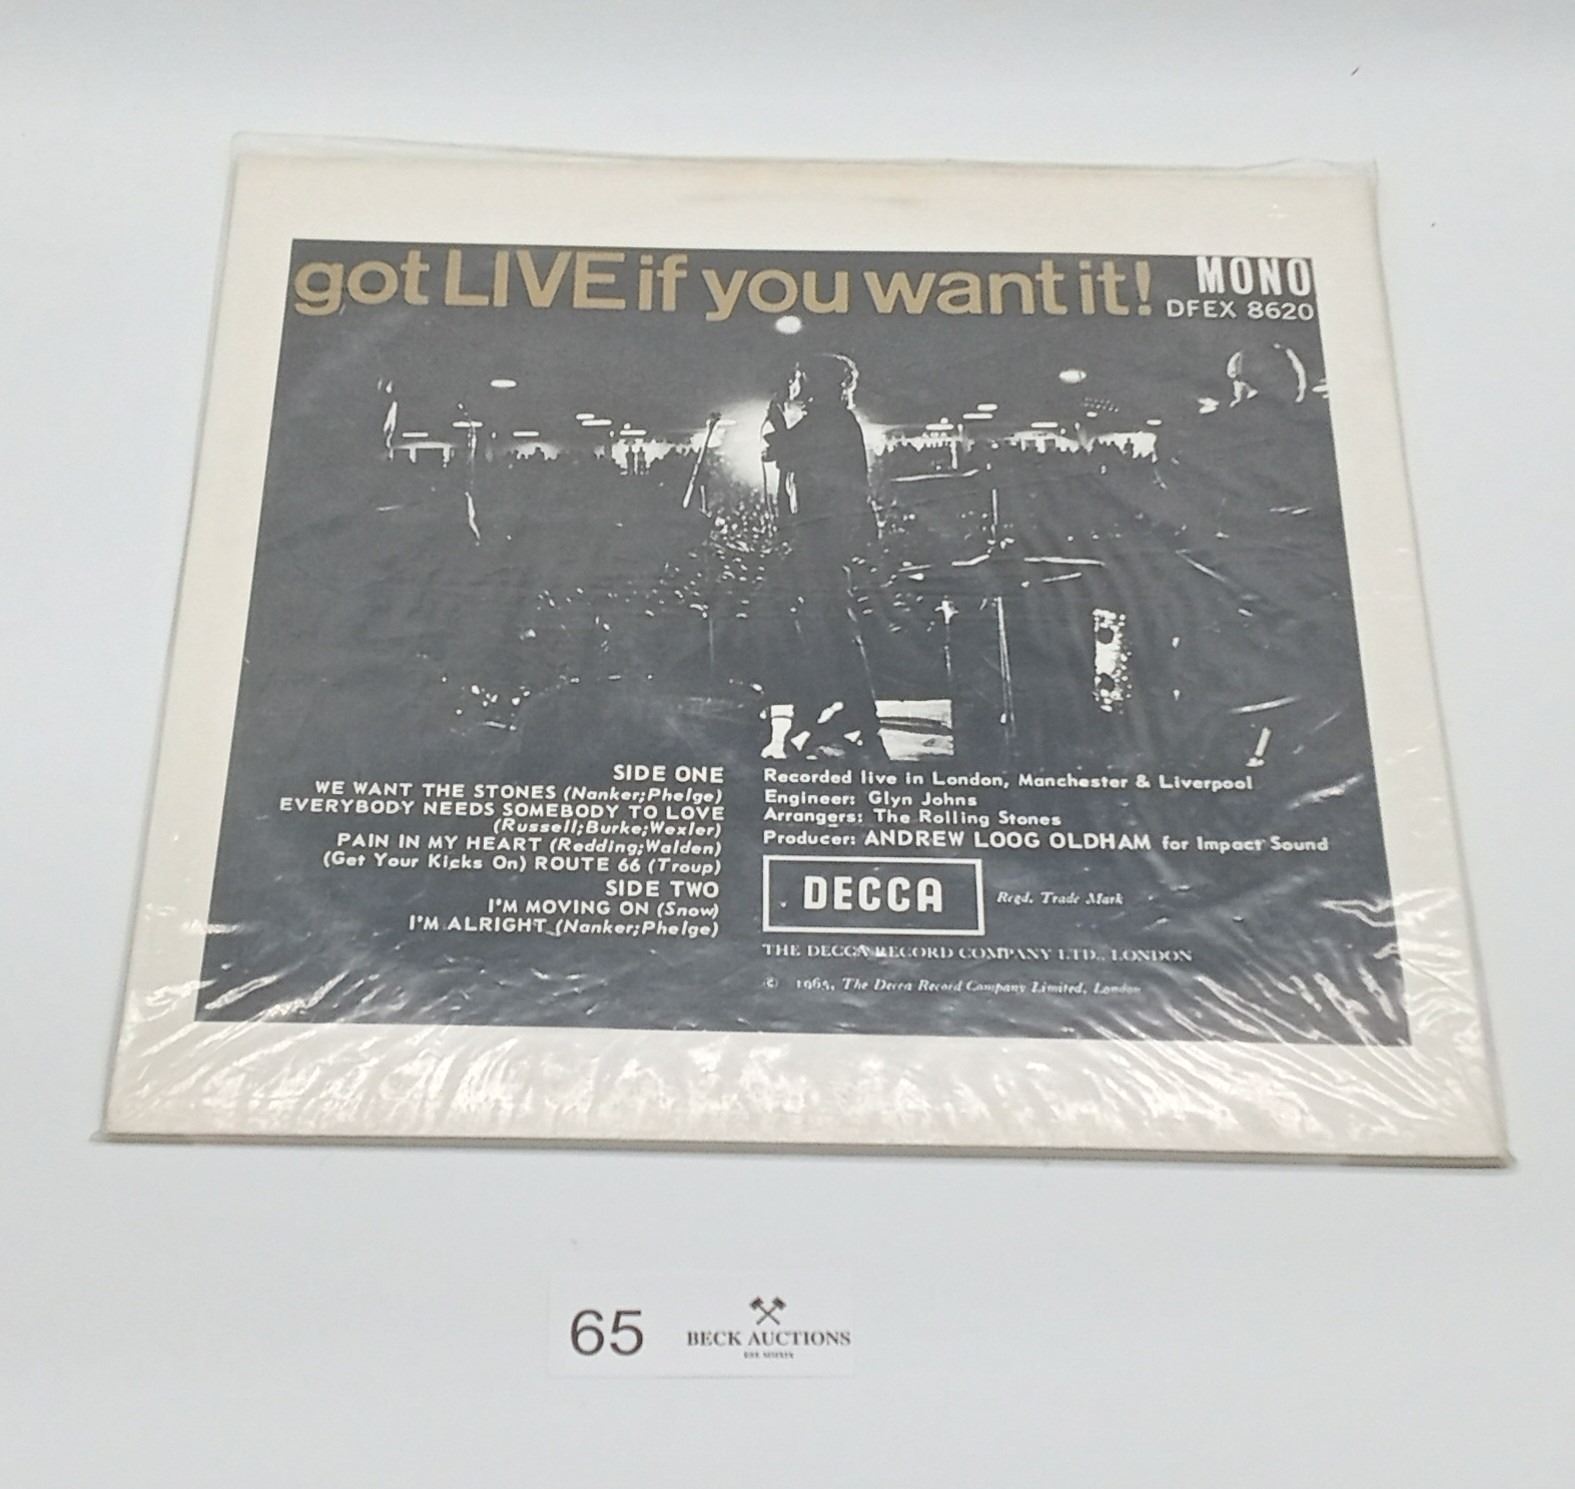 got LIVE if you want it!
MONO
DFEX 8620
SIDE ONE
WE WANT THE STONES (Nanker;Phelge)
EVERYBODY NEEDS SOMEBODY TO LOVE
(Russell;Burke;Wexler)
PAIN IN MY HEART (Redding;Walden)
(Get Your Kicks On) ROUTE 66 (Troup)
SIDE TWO
I'M MOVING ON (Snow)
I'M ALRIGHT (Nanker;Phelge)
Recorded live in London, Manchester & Liverpool
Engineer: Glyn Johns
Arrangers: The Rolling Stones
Producer: ANDREW LOOG OLDHAM for Impact Sound
DECCA
Regd. Trade Mark
THE DECCA RECORD COMPANY LTD., LONDON
© 1965, The Decca Record Company Limited, London
65
BECK AUCTIONS